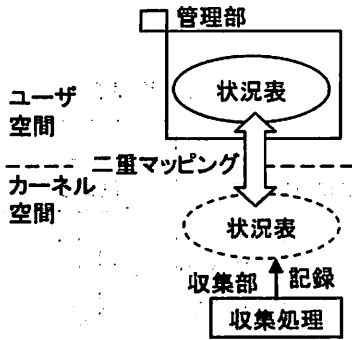 管理部
状況表
ユーザ
空間
二重マッピング
カーネル
空間
状況表
収集部 記録
収集処理